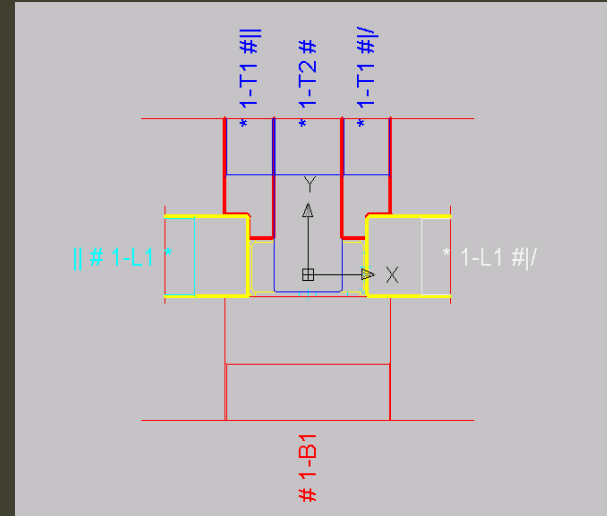 * 1-T1 #||
* 1-T2 #
* 1-T1 #|/
Y
X
|| # 1-L1 *
* 1-L1 #|/
# 1-B1